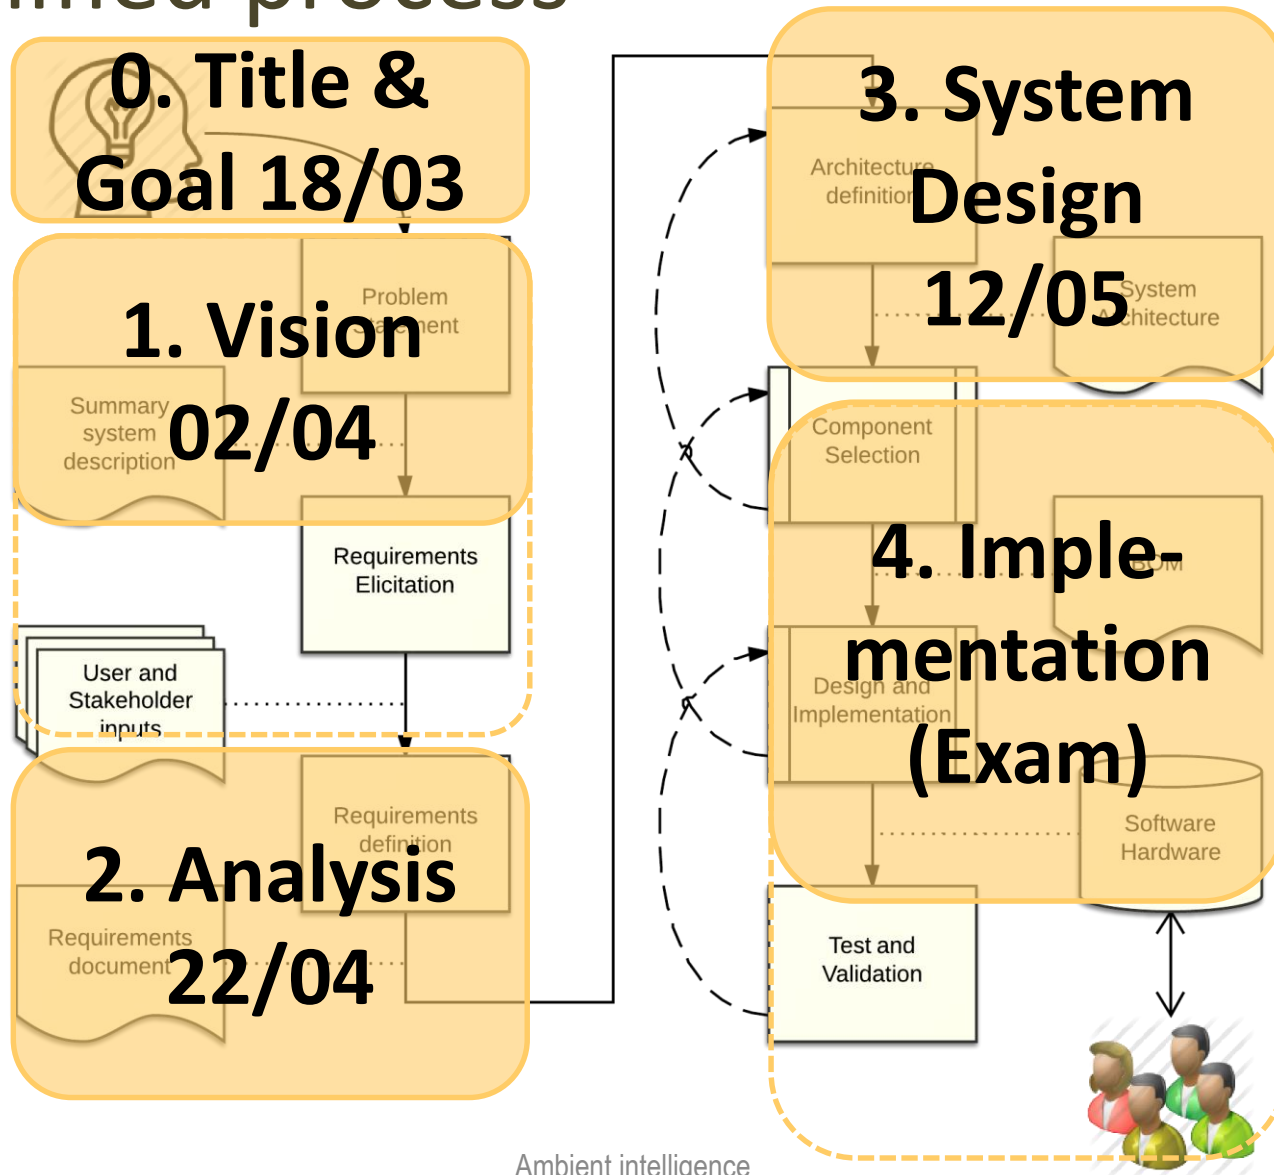 process
0. Title &
Goal 18/03
Problem
Statement
1. Vision
02/04
Summary
system
description
Requirements
Elicitation
User and
Stakeholder
inputs
Requirements
definition
2. Analysis
22/04
Requirements
document
3. System
Design
12/05
Architecture
definition
System
Architecture
Component
Selection
4. Imple-
mentation
(Exam)
BOM
Design and
Implementation
Software
Hardware
Test and
Validation
Ambient intelligence